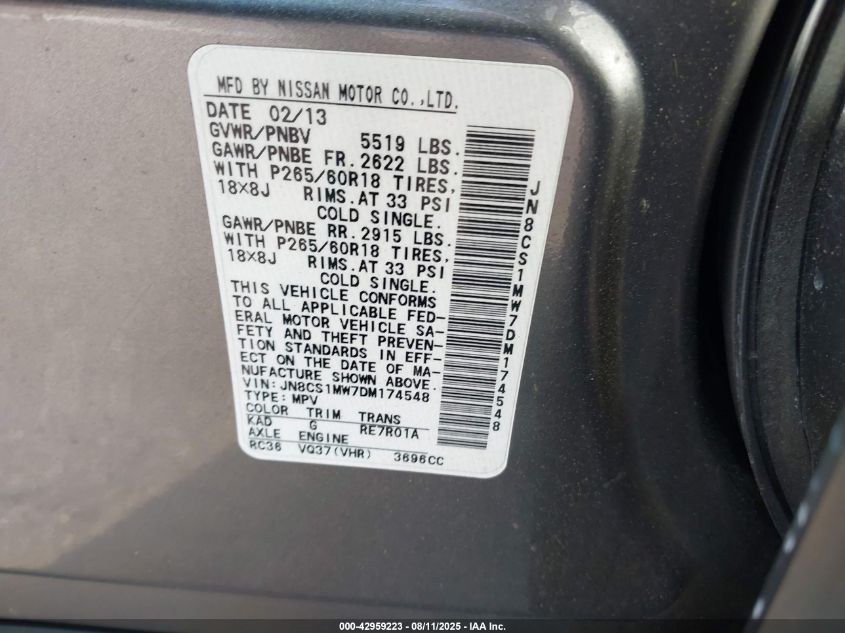 MFD BY NISSAN MOTOR CO.,LTD.
DATE 02/13
GVWR/PNBV 5519 LBS.
GAWR/PNBE FR. 2622 LBS.
WITH P265/60R18 TIRES,
18X8J RIMS.AT 33 PSI
COLD SINGLE.
GAWR/PNBE RR. 2915 LBS.
WITH P265/60R18 TIRES,
18X8J RIMS.AT 33 PSI
COLD SINGLE.
THIS VEHICLE CONFORMS
TO ALL APPLICABLE FED-
ERAL MOTOR VEHICLE SA-
FETY AND THEFT PREVEN-
TION STANDARDS IN EFF-
ECT ON THE DATE OF MA-
NUFACTURE SHOWN ABOVE.
VIN: JN8CS1MW7DM174548
TYPE: MPV
COLOR TRIM TRANS
KAD G RE7R01A
AXLE ENGINE
RC36 VQ37(VHR) 3696CC
JN8CS1MW7DM174548
000-42959223 - 08/11/2025 - IAA Inc.